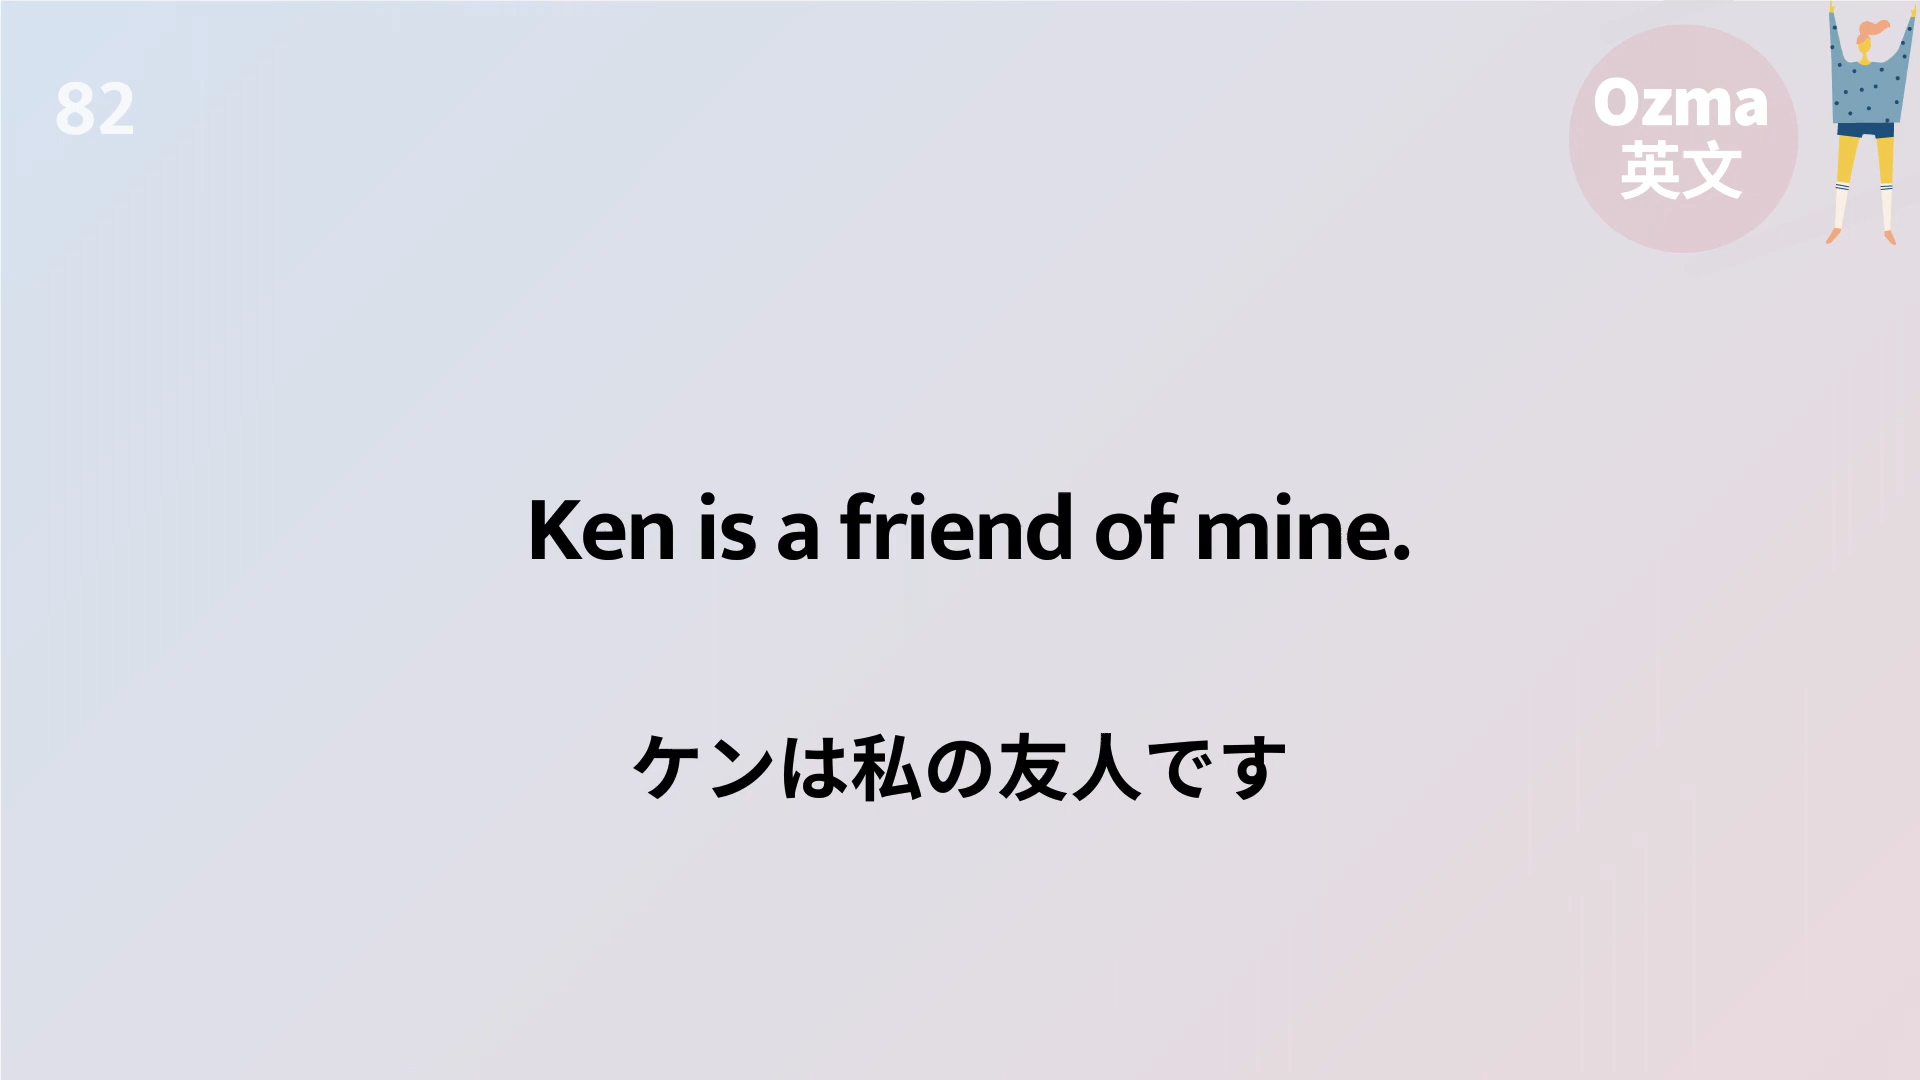 82
Ozma
英文
Ken is a friend of mine.
ケンは私の友人です